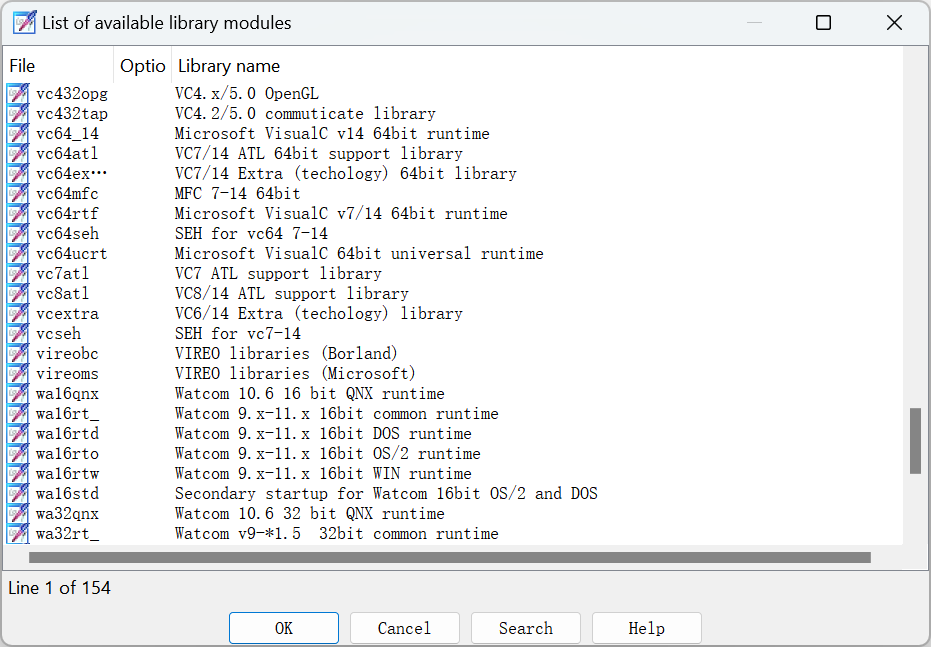 List of available library modules
File Optio Library name
vc432opg VC4.x/5.0 OpenGL
vc432tap VC4.2/5.0 commuticate library
vc64_14 Microsoft VisualC v14 64bit runtime
vc64atl VC7/14 ATL 64bit support library
vc64ex… VC7/14 Extra (techology) 64bit library
vc64mfc MFC 7-14 64bit
vc64rtf Microsoft VisualC v7/14 64bit runtime
vc64seh SEH for vc64 7-14
vc64ucrt Microsoft VisualC 64bit universal runtime
vc7atl VC7 ATL support library
vc8atl VC8/14 ATL support library
vcextra VC6/14 Extra (techology) library
vcseh SEH for vc7-14
vireobc VIREO libraries (Borland)
vireoms VIREO libraries (Microsoft)
wa16qnx Watcom 10.6 16 bit QNX runtime
wa16rt_ Watcom 9.x-11.x 16bit common runtime
wa16rtd Watcom 9.x-11.x 16bit DOS runtime
wa16rto Watcom 9.x-11.x 16bit OS/2 runtime
wa16rtw Watcom 9.x-11.x 16bit WIN runtime
wa16std Secondary startup for Watcom 16bit OS/2 and DOS
wa32qnx Watcom 10.6 32 bit QNX runtime
wa32rt_ Watcom v9-*1.5  32bit common runtime
Line 1 of 154
OK Cancel Search Help